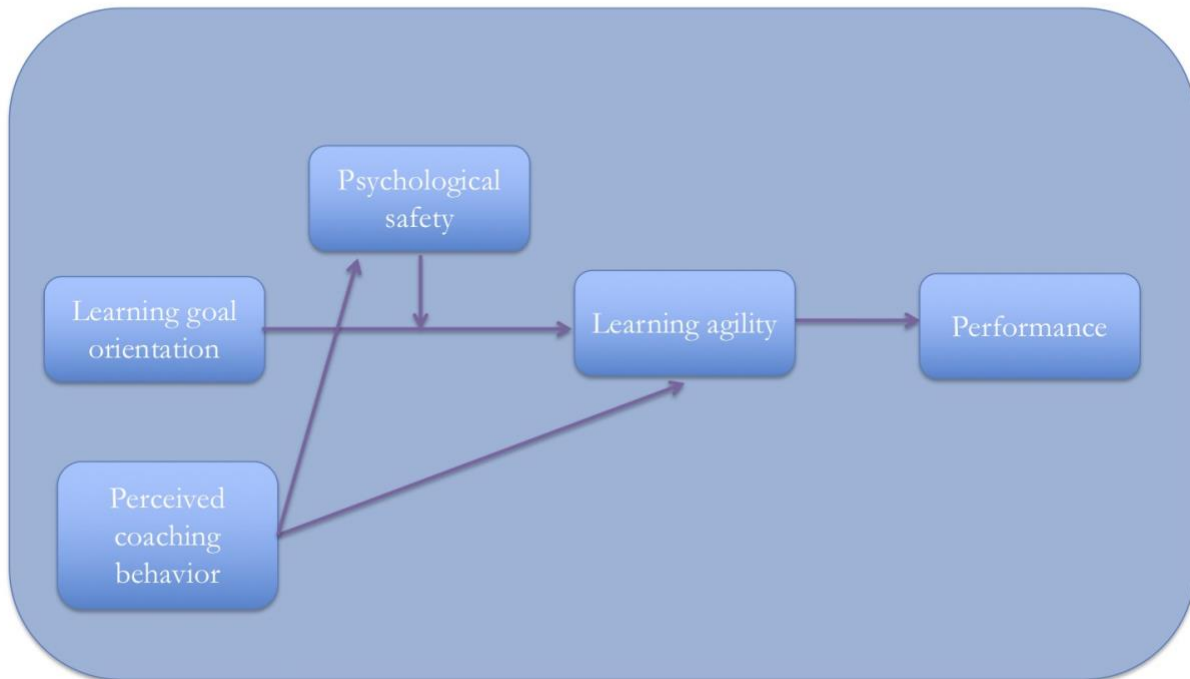 Psychological
safety
Learning goal
orientation
Learning agility
Performance
Perceived
coaching
behavior